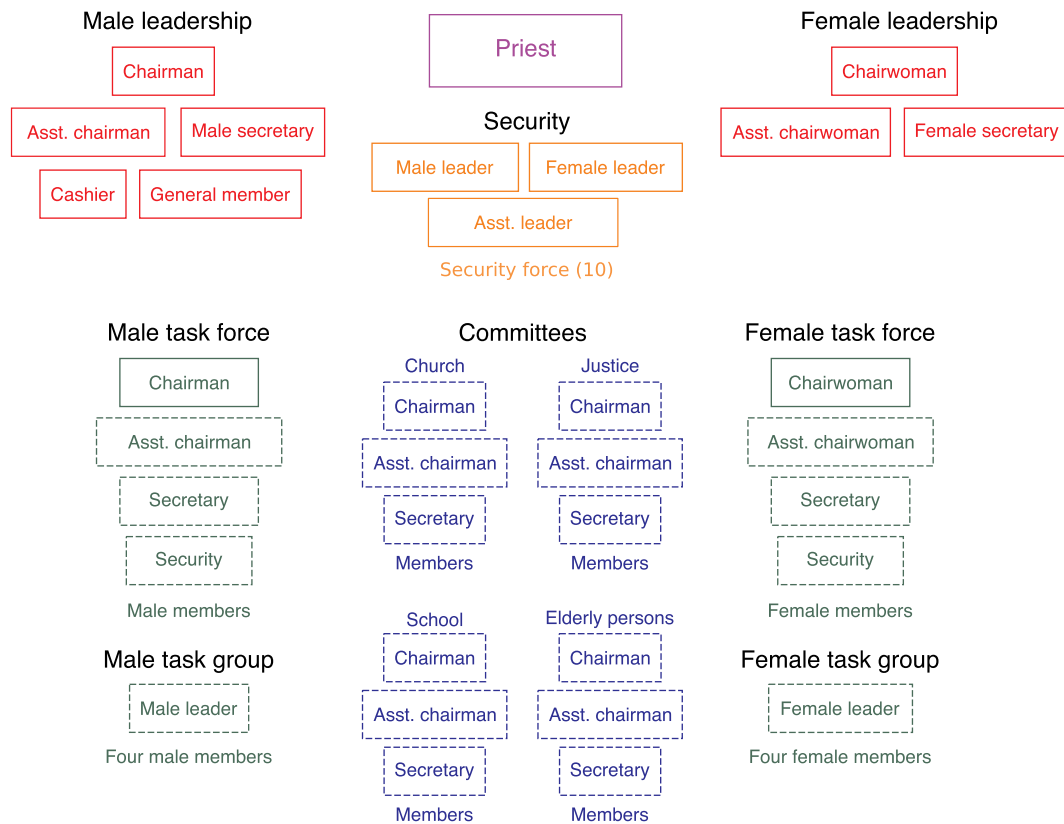 Male leadership
Chairman
Asst. chairman
Male secretary
Cashier
General member
Priest
Security
Male leader
Female leader
Asst. leader
Security force (10)
Female leadership
Chairwoman
Asst. chairwoman
Female secretary
Male task force
Chairman
Asst. chairman
Secretary
Security
Male members
Male task group
Male leader
Four male members
Committees
Church
Chairman
Asst. chairman
Secretary
Members
Justice
Chairman
Asst. chairman
Secretary
Members
School
Chairman
Asst. chairman
Secretary
Members
Elderly persons
Chairman
Asst. chairman
Secretary
Members
Female task force
Chairwoman
Asst. chairwoman
Secretary
Security
Female members
Female task group
Female leader
Four female members